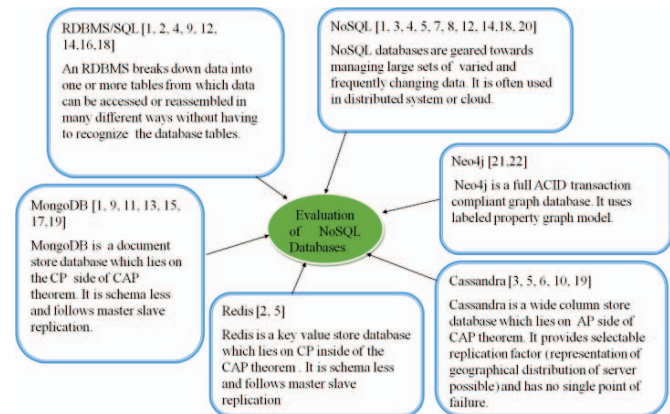 RDBMS/SQL [1, 2, 4, 9, 12,
14,16,18]
An RDBMS breaks down data into
one or more tables from which data
can be accessed or reassembled in
many different ways without having
to recognize the database tables.
NoSQL [1, 3, 4, 5, 7, 8, 12, 14,18, 20]
NoSQL databases are geared towards
managing large sets of varied and
frequently changing data. It is often used
in distributed system or cloud.
Neo4j [21,22]
Neo4j is a full ACID transaction
compliant graph database. It uses
labeled property graph model.
MongoDB [1, 9, 11, 13, 15,
17,19]
MongoDB is a document
store database which lies on
the CP side of CAP
theorem. It is schema less
and follows master slave
replication.
Evaluation
of NoSQL
Databases
Redis [2, 5]
Redis is a key value store database
which lies on CP inside of the
CAP theorem . It is schema less
and follows master slave
replication
Cassandra [3, 5, 6, 10, 19]
Cassandra is a wide column store
database which lies on AP side of
CAP theorem. It provides selectable
replication factor (representation of
geographical distribution of server
possible) and has no single point of
failure.